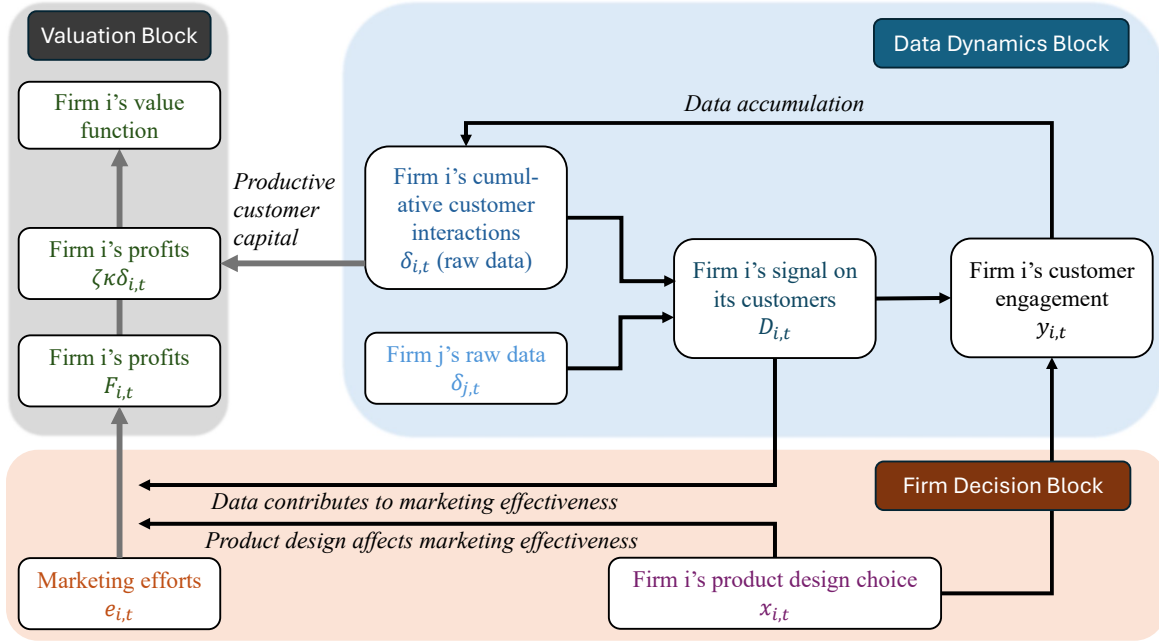 Valuation Block
Firm i’s value
function
Firm i’s profits
ζκδ_{i,t}
Firm i’s profits
F_{i,t}
Productive
customer
capital
Data Dynamics Block
Data accumulation
Firm i’s cumul-
ative customer
interactions
δ_{i,t} (raw data)
Firm j’s raw data
δ_{j,t}
Firm i’s signal on
its customers
D_{i,t}
Firm i’s customer
engagement
y_{i,t}
Firm Decision Block
Data contributes to marketing effectiveness
Product design affects marketing effectiveness
Marketing efforts
e_{i,t}
Firm i’s product design choice
x_{i,t}